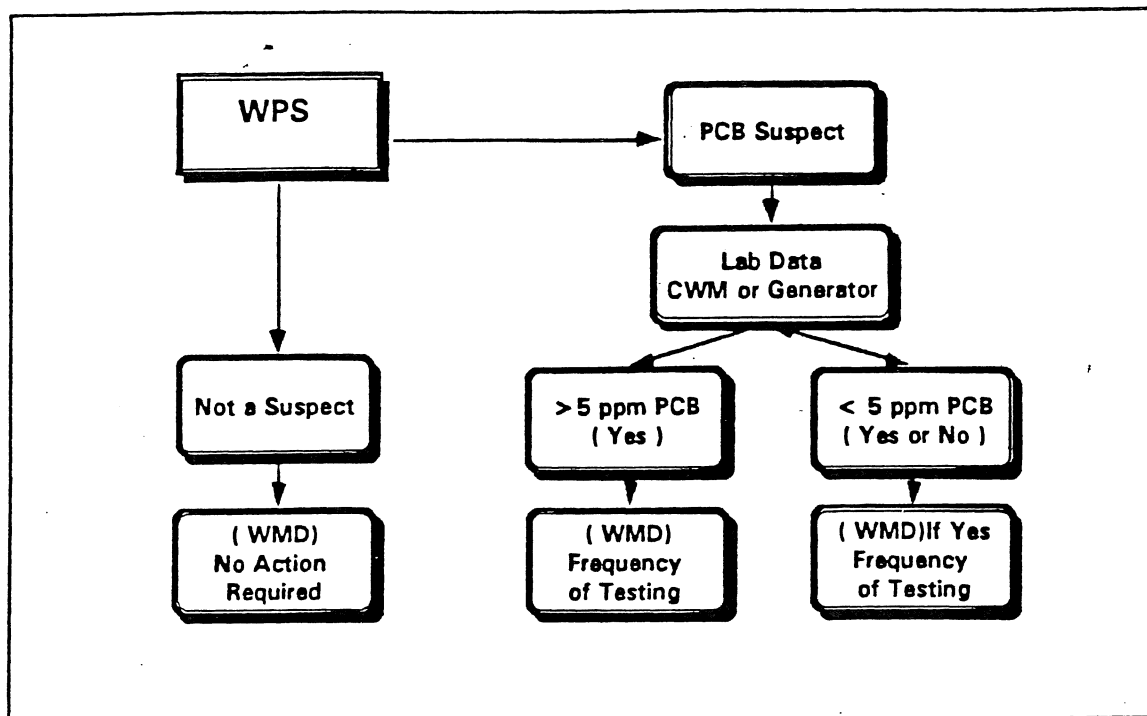 WPS
PCB Suspect
Lab Data
CWM or Generator
Not a Suspect
> 5 ppm PCB
( Yes )
< 5 ppm PCB
( Yes or No )
( WMD)
No Action
Required
( WMD)
Frequency
of Testing
( WMD)If Yes
Frequency
of Testing